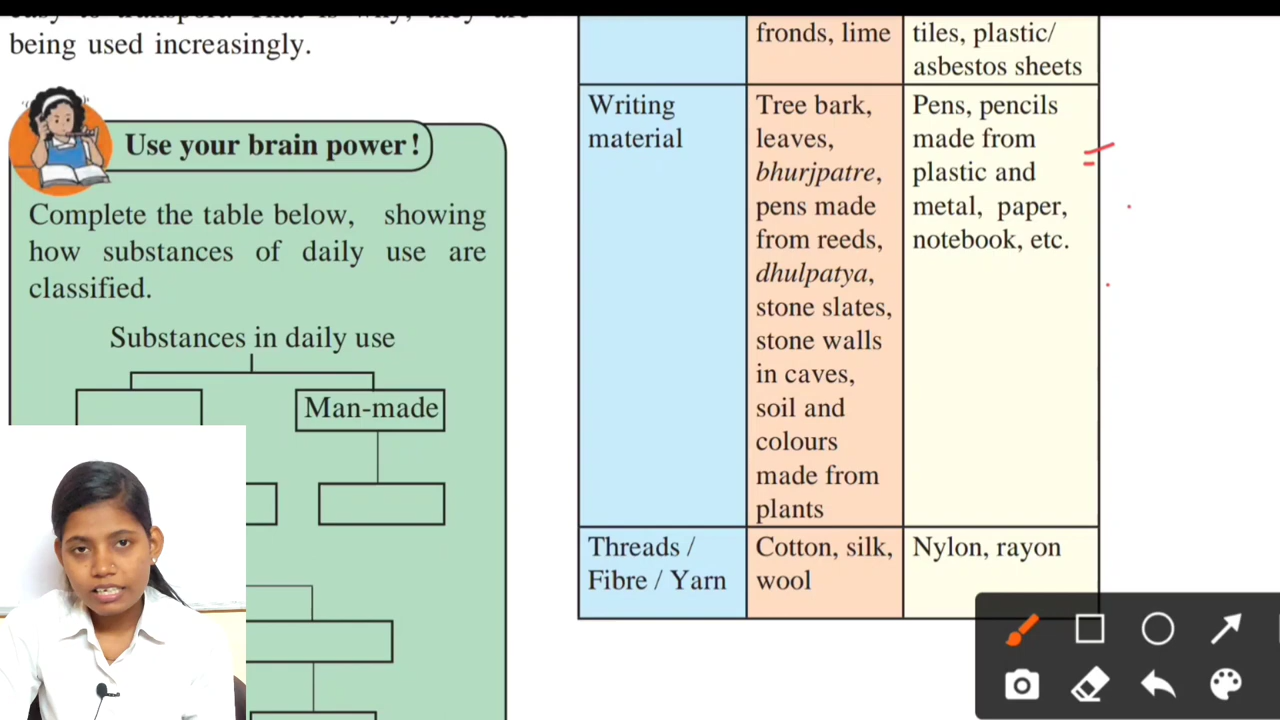 being used increasingly.
Use your brain power!
Complete the table below, showing
how substances of daily use are
classified.
Substances in daily use
Man-made
fronds, lime
tiles, plastic/
asbestos sheets
Writing
material
Tree bark,
leaves,
bhurjpatre,
pens made
from reeds,
dhulpatya,
stone slates,
stone walls
in caves,
soil and
colours
made from
plants
Pens, pencils
made from
plastic and
metal, paper,
notebook, etc.
Threads /
Fibre / Yarn
Cotton, silk,
wool
Nylon, rayon